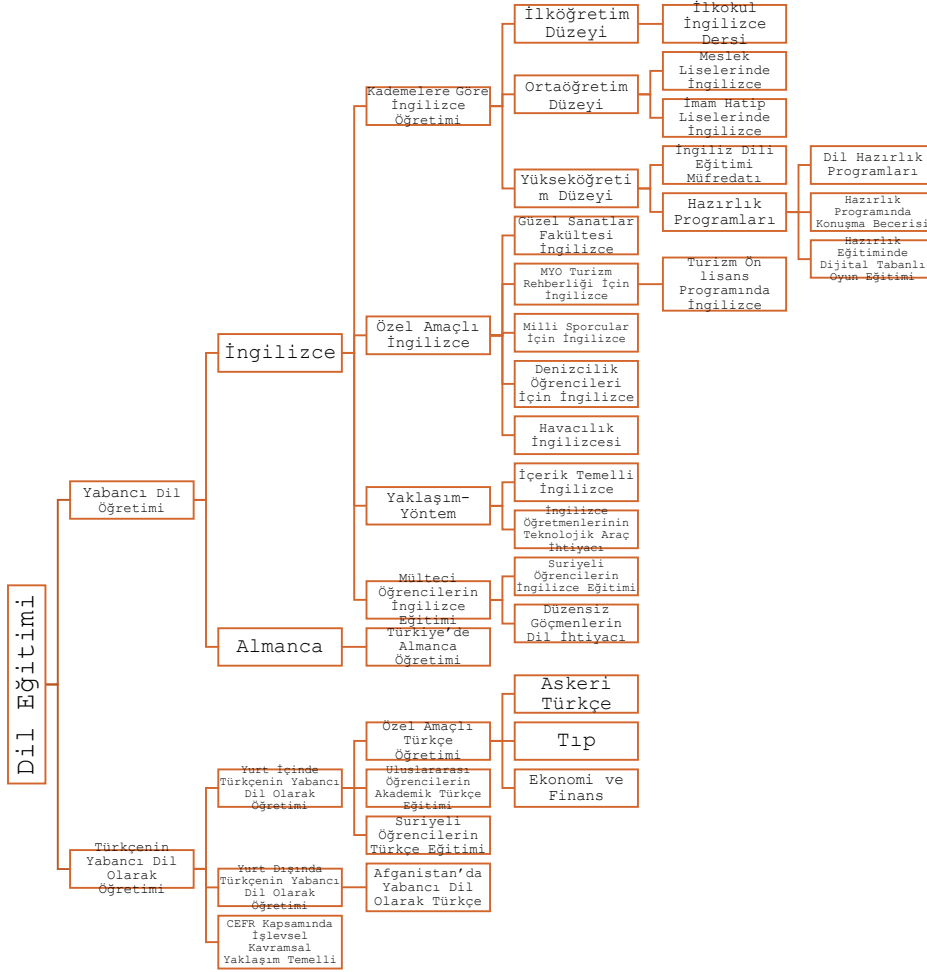 Dil Eğitimi
Yabancı Dil
Öğretimi
İngilizce
Kademelere Göre
İngilizce
Öğretimi
İlköğretim
Düzeyi
İlkokul
İngilizce
Dersi
Ortaöğretim
Düzeyi
Meslek
Liselerinde
İngilizce
İmam Hatip
Liselerinde
İngilizce
Yükseköğreti
m Düzeyi
İngiliz Dili
Eğitimi
Müfredatı
Hazırlık
Programları
Dil Hazırlık
Programları
Hazırlık
Programında
Konuşma Becerisi
Hazırlık
Eğitiminde
Dijital Tabanlı
Oyun Eğitimi
Özel Amaçlı
İngilizce
Güzel Sanatlar
Fakültesi
İngilizce
MYO Turizm
Rehberliği İçin
İngilizce
Turizm Ön
lisans
Programında
İngilizce
Milli Sporcular
İçin İngilizce
Denizcilik
Öğrencileri
İçin İngilizce
Havacılık
İngilizcesi
Yaklaşım-
Yöntem
İçerik Temelli
İngilizce
İngilizce
Öğretmenlerinin
Teknolojik Araç
İhtiyacı
Mülteci
Öğrencilerin
İngilizce
Eğitimi
Suriyeli
Öğrencilerin
İngilizce Eğitimi
Düzensiz
Göçmenlerin
Dil İhtiyacı
Almanca
Türkiye’de
Almanca
Öğretimi
Türkçenin
Yabancı Dil
Olarak
Öğretimi
Yurt İçinde
Türkçenin Yabancı
Dil Olarak
Öğretimi
Özel Amaçlı
Türkçe
Öğretimi
Askeri
Türkçe
Tıp
Ekonomi ve
Finans
Uluslararası
Öğrencilerin
Akademik Türkçe
Eğitimi
Suriyeli
Öğrencilerin
Türkçe Eğitimi
Yurt Dışında
Türkçenin Yabancı
Dil Olarak
Öğretimi
Afganistan’da
Yabancı Dil
Olarak Türkçe
CEFR Kapsamında
İşlevsel
Kavramsal
Yaklaşım Temelli